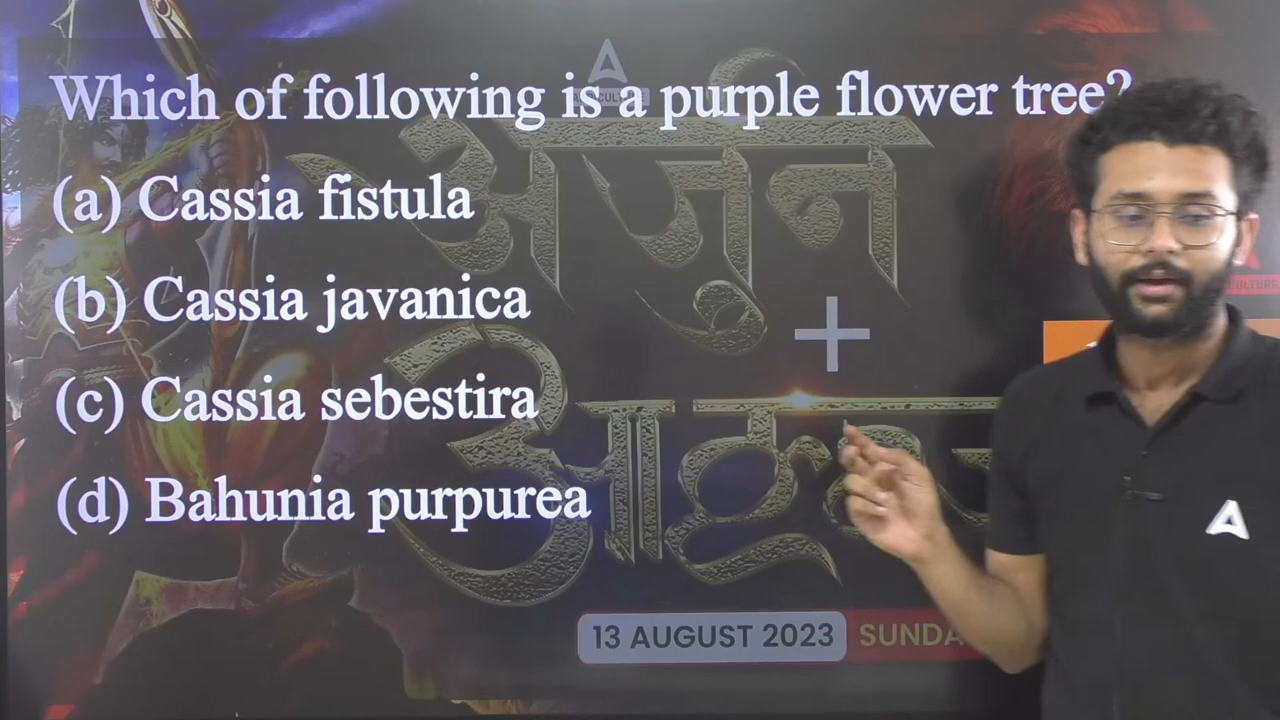 Which of following is a purple flower tree?
(a) Cassia fistula
(b) Cassia javanica
(c) Cassia sebestira
(d) Bahunia purpurea
अर्जुन
+
13 AUGUST 2023